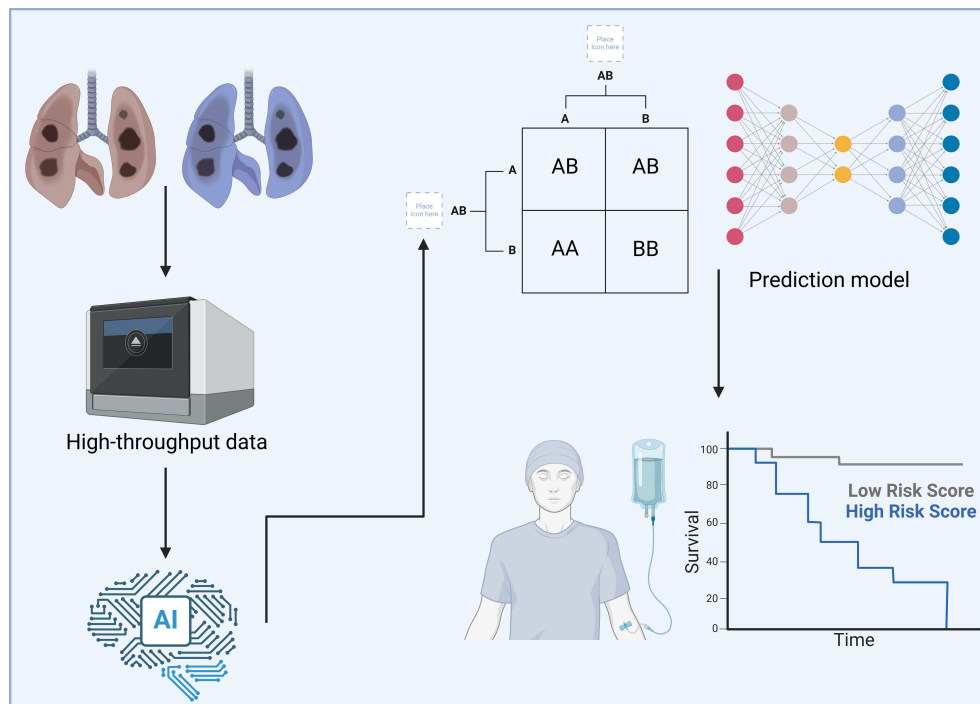 Place
icon here
AB
A B
A
AB AB
Place
icon here
AB
B
AA BB
Prediction model
High-throughput data
AI
100
80
60
40
20
0
Survival
Low Risk Score
High Risk Score
Time